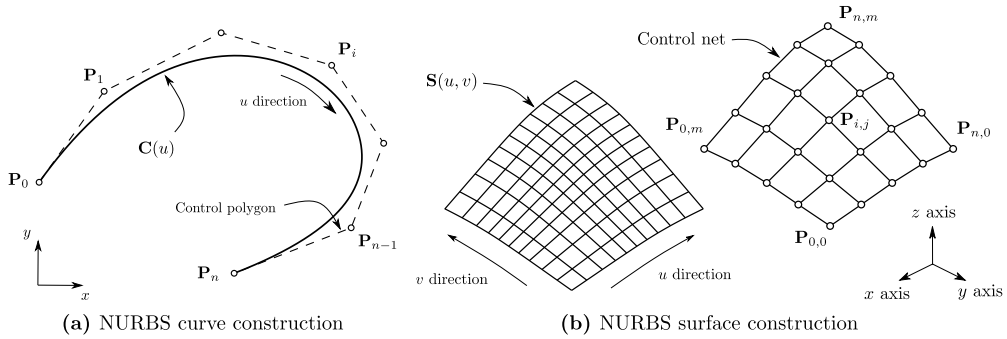 P_i
P_1
u direction
C(u)
P_0
Control polygon
P_{n−1}
P_n
y
x
(a) NURBS curve construction
P_{n,m}
Control net
S(u, v)
P_{0,m}
P_{i,j}
P_{n,0}
P_{0,0}
z axis
v direction
u direction
x axis
y axis
(b) NURBS surface construction